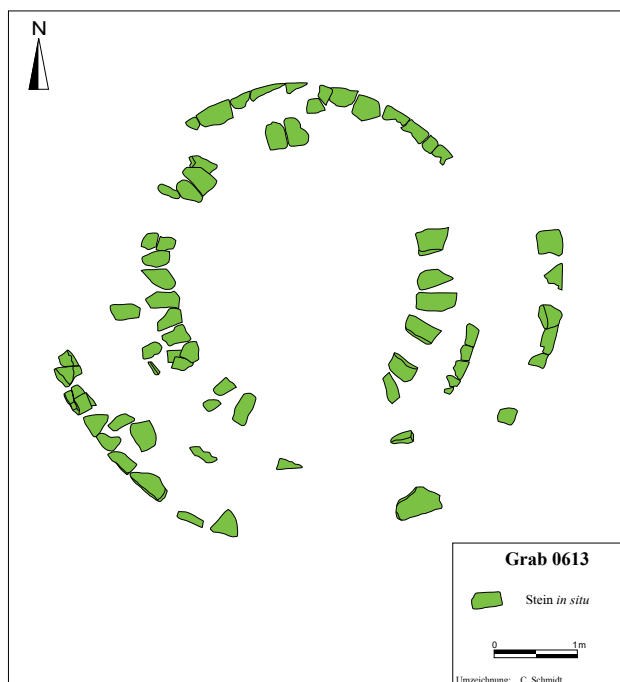 N
Grab 0613
Stein in situ
0 1m
Umzeichnung: C. Schmidt